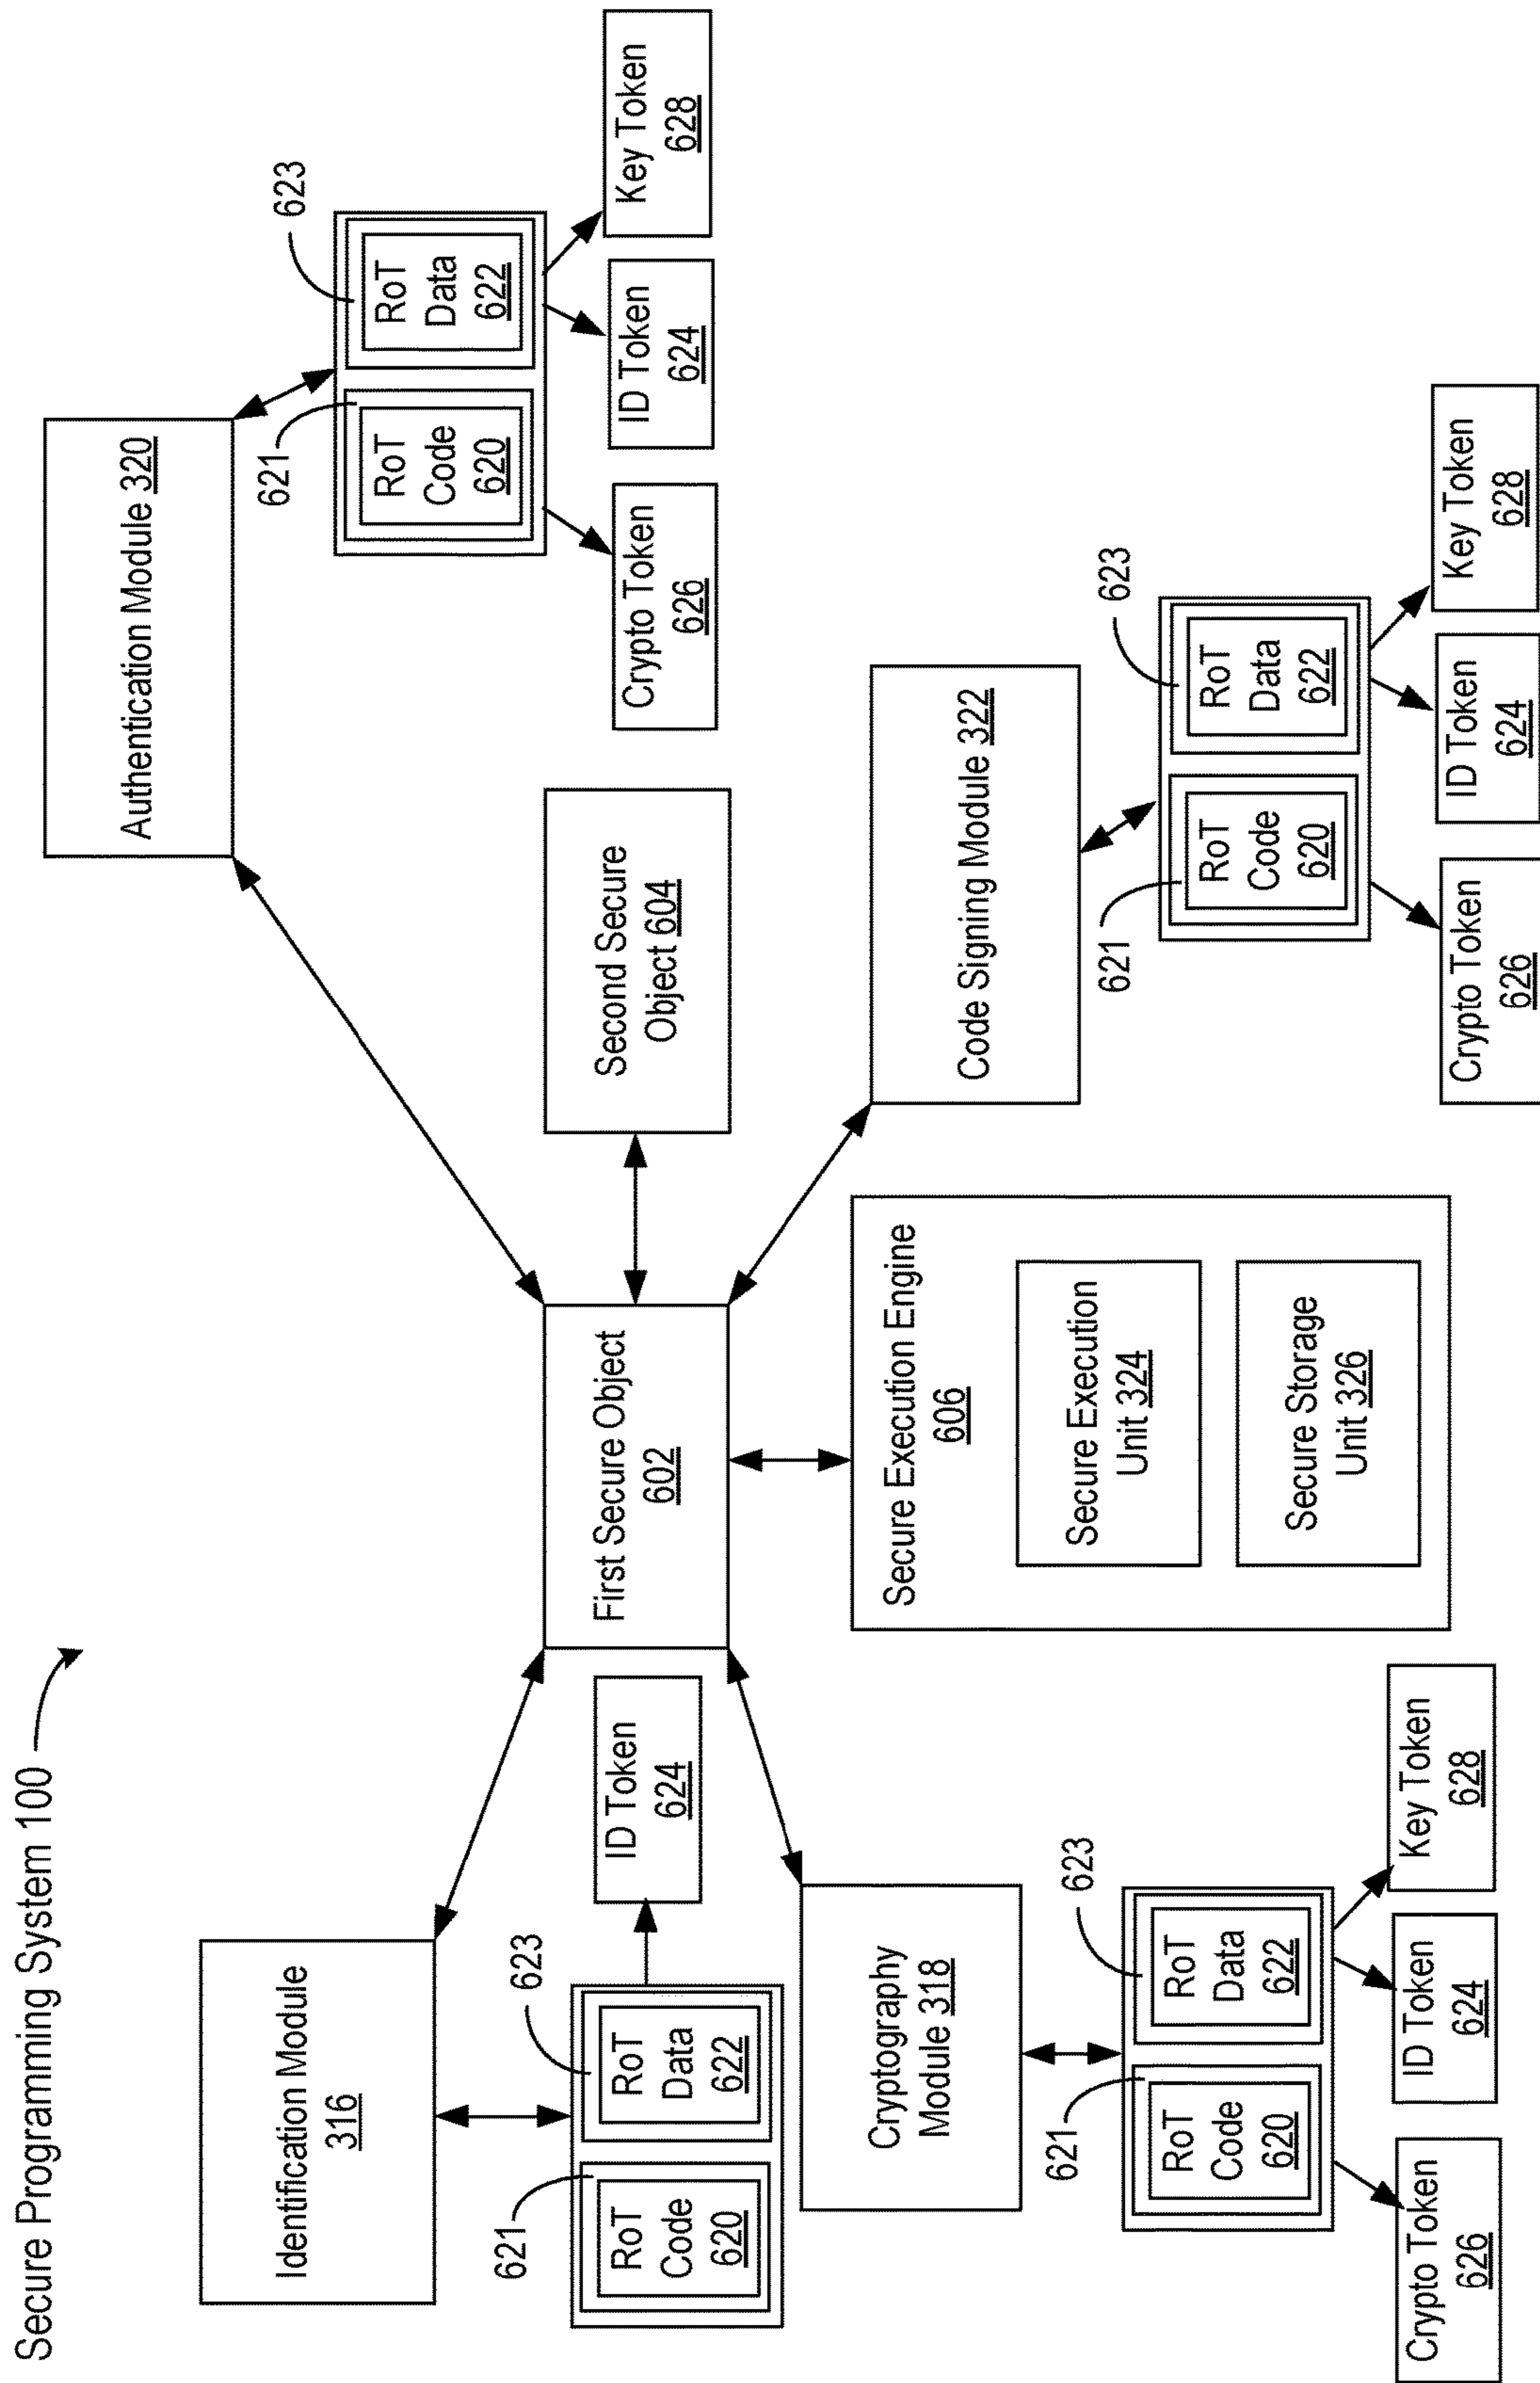 Secure Programming System 100
Identification Module
316
621
623
RoT
Code
620
RoT
Data
622
ID Token
624
Cryptography
Module 318
621
623
RoT
Code
620
RoT
Data
622
Crypto Token
626
ID Token
624
Key Token
628
First Secure Object
602
Secure Execution Engine
606
Secure Execution
Unit 324
Secure Storage
Unit 326
Second Secure
Object 604
Authentication Module 320
621
623
RoT
Code
620
RoT
Data
622
Crypto Token
626
ID Token
624
Key Token
628
Code Signing Module 322
621
623
RoT
Code
620
RoT
Data
622
Crypto Token
626
ID Token
624
Key Token
628